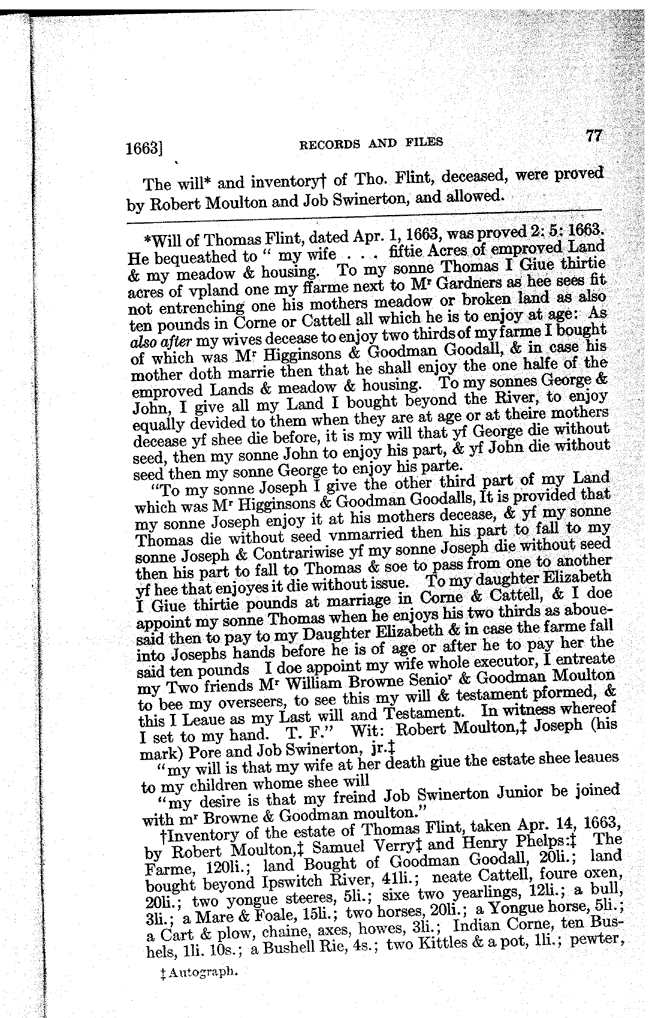 1663] RECORDS AND FILES 77
The will* and inventory† of Tho. Flint, deceased, were proved
by Robert Moulton and Job Swinerton, and allowed.
*Will of Thomas Flint, dated Apr. 1, 1663, was proved 2: 5: 1663.
He bequeathed to “ my wife . . . fiftie Acres of emproved Land
& my meadow & housing. To my sonne Thomas I Giue thirtie
acres of vpland one my ffarme next to Mr Gardners as hee sees fit
not entrenching one his mothers meadow or broken land as also
ten pounds in Corne or Cattell all which he is to enjoy at age: As
also after my wives decease to enjoy two thirds of my farme I bought
of which was Mr Higginsons & Goodman Goodall, & in case his
mother doth marrie then that he shall enjoy the one halfe of the
emproved Lands & meadow & housing. To my sonnes George &
John, I give all my Land I bought beyond the River, to enjoy
equally devided to them when they are at age or at theire mothers
decease yf shee die before, it is my will that yf George die without
seed, then my sonne John to enjoy his part, & yf John die without
seed then my sonne George to enjoy his parte.
“To my sonne Joseph I give the other third part of my Land
which was Mr Higginsons & Goodman Goodalls, It is provided that
my sonne Joseph enjoy it at his mothers decease, & yf my sonne
Thomas die without seed vnmarried then his part to fall to my
sonne Joseph & Contrariwise yf my sonne Joseph die without seed
then his part to fall to Thomas & soe to pass from one to another
yf hee that enjoyes it die without issue. To my daughter Elizabeth
I Giue thirtie pounds at marriage in Corne & Cattell, & I doe
appoint my sonne Thomas when he enjoys his two thirds as aboue-
said then to pay to my Daughter Elizabeth & in case the farme fall
into Josephs hands before he is of age or after he to pay her the
said ten pounds I doe appoint my wife whole executor, I entreate
my Two friends Mr William Browne Senior & Goodman Moulton
to bee my overseers, to see this my will & testament pformed, &
this I Leaue as my Last will and Testament. In witness whereof
I set to my hand. T. F.” Wit: Robert Moulton,‡ Joseph (his
mark) Pore and Job Swinerton, jr.‡
“my will is that my wife at her death giue the estate shee leaues
to my children whome shee will
“my desire is that my freind Job Swinerton Junior be joined
with mr Browne & Goodman moulton.”
†Inventory of the estate of Thomas Flint, taken Apr. 14, 1663,
by Robert Moulton,‡ Samuel Verry‡ and Henry Phelps:‡ The
Farme, 120li.; land Bought of Goodman Goodall, 20li.; land
bought beyond Ipswitch River, 41li.; neate Cattell, foure oxen,
20li.; two yongue steeres, 5li.; sixe two yearlings, 12li.; a bull,
3li.; a Mare & Foale, 15li.; two horses, 20li.; a Yongue horse, 5li.;
a Cart & plow, chaine, axes, howes, 3li.; Indian Corne, ten Bus-
hels, 1li. 10s.; a Bushell Rie, 4s.; two Kittles & a pot, 1li.; pewter,
‡ Autograph.